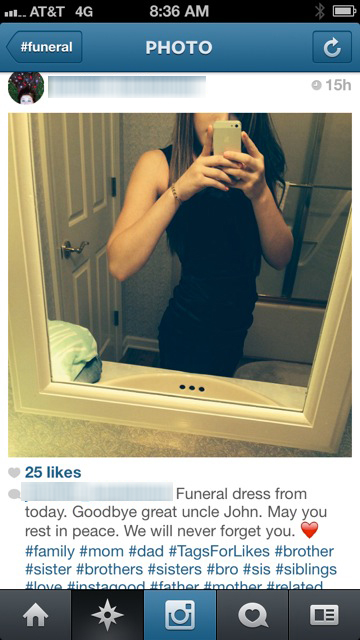 AT&T 4G 8:36 AM
#funeral PHOTO
15h
25 likes
Funeral dress from
today. Goodbye great uncle John. May you
rest in peace. We will never forget you. ❤️
#family #mom #dad #TagsForLikes #brother
#sister #brothers #sisters #bro #sis #siblings
#love #instagood #father #mother #related